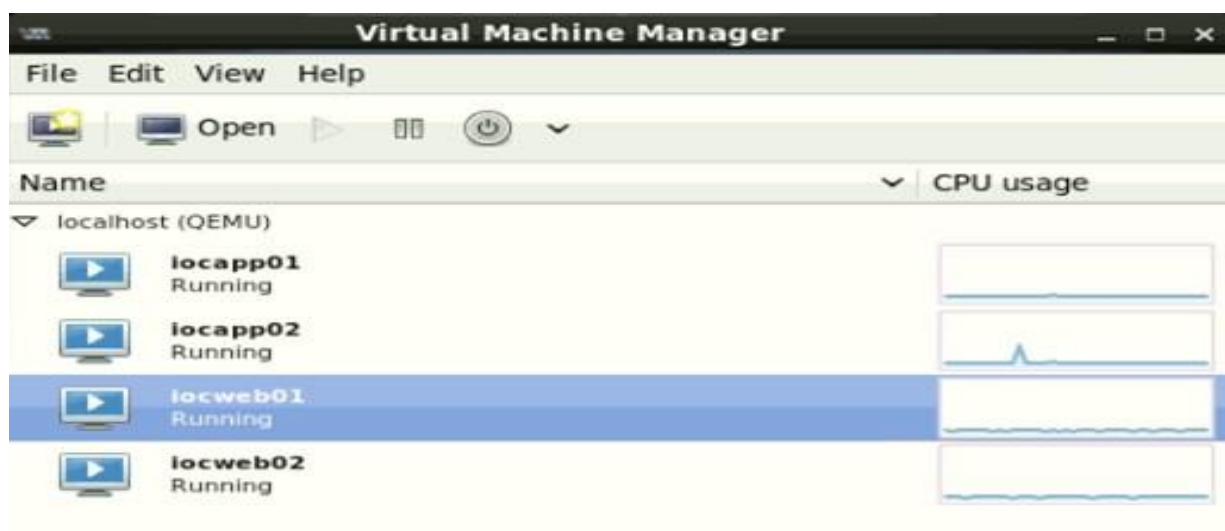 Virtual Machine Manager
File Edit View Help
Open
Name CPU usage
localhost (QEMU)
iocapp01
Running
iocapp02
Running
iocweb01
Running
iocweb02
Running